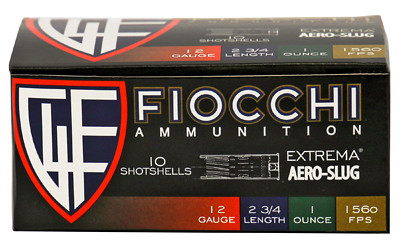 12 GAUGE
2 3/4 LENGTH
1 OUNCE
1560 FPS
GFL
FIOCCHI
AMMUNITION
10 SHOTSHELLS
EXTREMA®
AERO-SLUG
12 GAUGE
2 3/4 LENGTH
1 OUNCE
1560 FPS